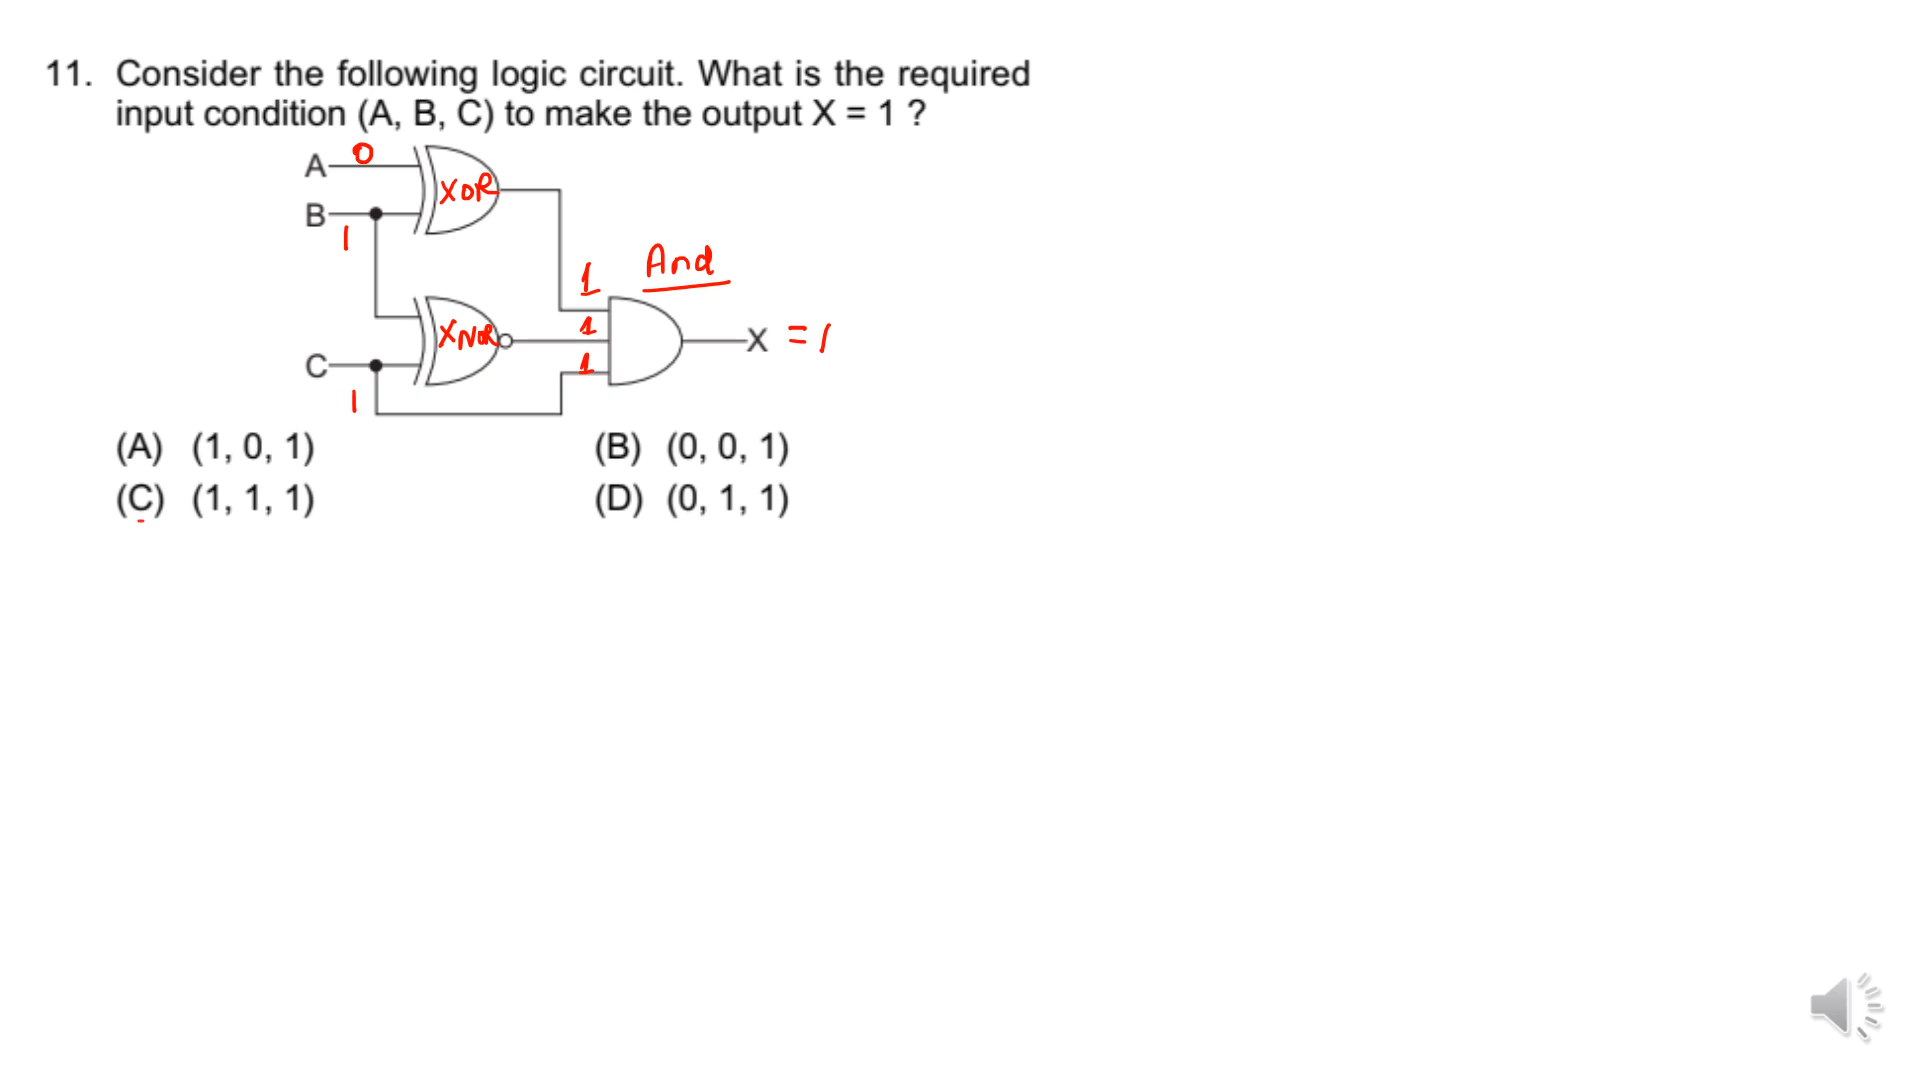 11. Consider the following logic circuit. What is the required
input condition (A, B, C) to make the output X = 1 ?
A 0
XOR
B
1
1 And
1
XNOR
X = 1
1
C
1
(A) (1, 0, 1) (B) (0, 0, 1)
(C) (1, 1, 1) (D) (0, 1, 1)